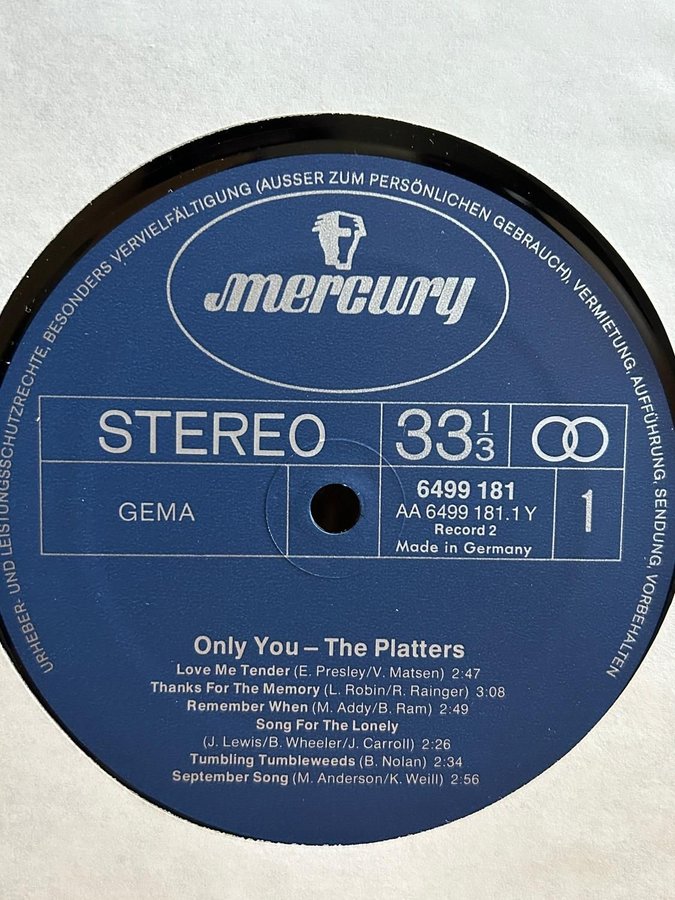 URHEBER- UND LEISTUNGSSCHUTZRECHTE, BESONDERS VERVIELFÄLTIGUNG (AUSSER ZUM PERSÖNLICHEN GEBRAUCH), VERMIETUNG, AUFFÜHRUNG, SENDUNG, VORBEHALTEN
mercury
STEREO 33 1/3
GEMA 6499 181 1
AA 6499 181.1 Y
Record 2
Made in Germany
Only You – The Platters
Love Me Tender (E. Presley/V. Matsen) 2:47
Thanks For The Memory (L. Robin/R. Rainger) 3:08
Remember When (M. Addy/B. Ram) 2:49
Song For The Lonely
(J. Lewis/B. Wheeler/J. Carroll) 2:26
Tumbling Tumbleweeds (B. Nolan) 2:34
September Song (M. Anderson/K. Weill) 2:56